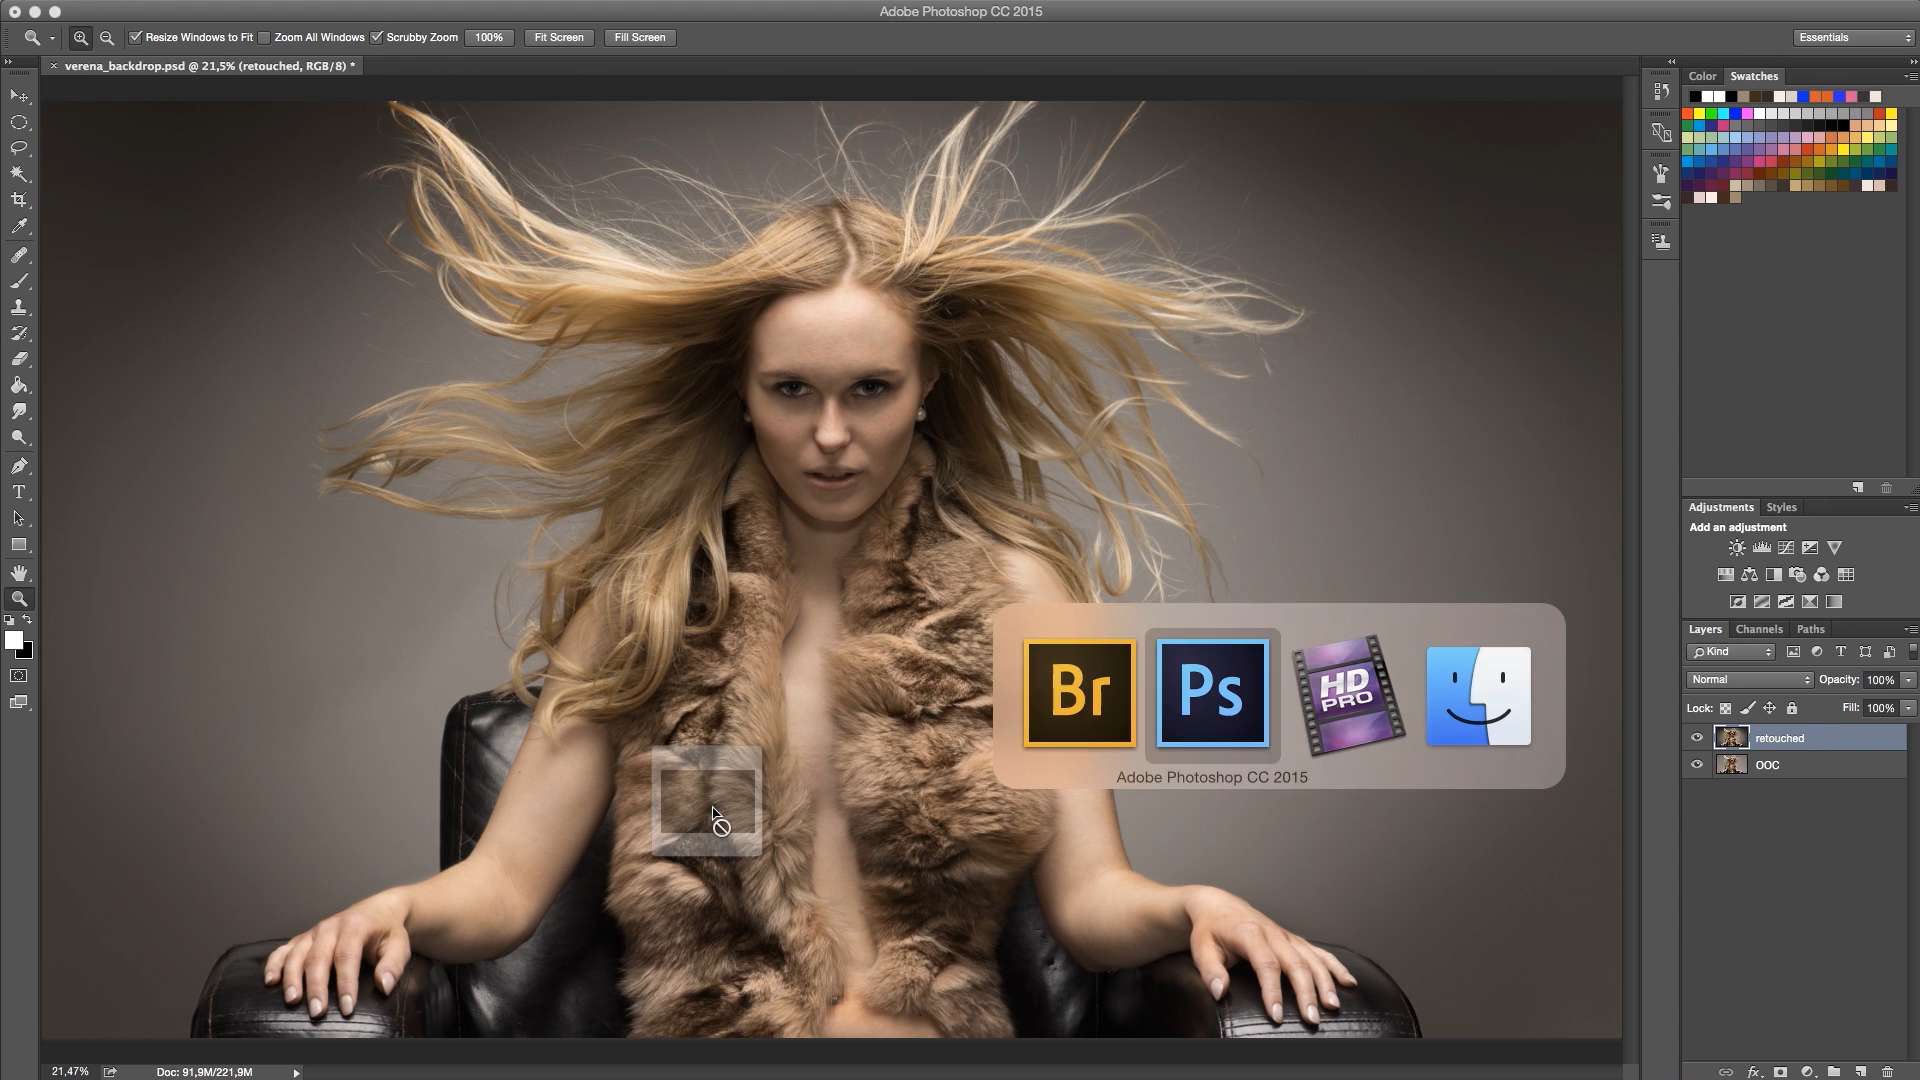 Adobe Photoshop CC 2015
Resize Windows to Fit Zoom All Windows Scrubby Zoom 100% Fit Screen Fill Screen Essentials
verena_backdrop.psd @ 21,5% (retouched, RGB/8) *
Color Swatches
Adjustments Styles
Add an adjustment
Layers Channels Paths
Kind
Normal Opacity: 100%
Lock: Fill: 100%
retouched
OOC
Br Ps HD PRO
Adobe Photoshop CC 2015
T
21,47% Doc: 91,9M/221,9M
fx